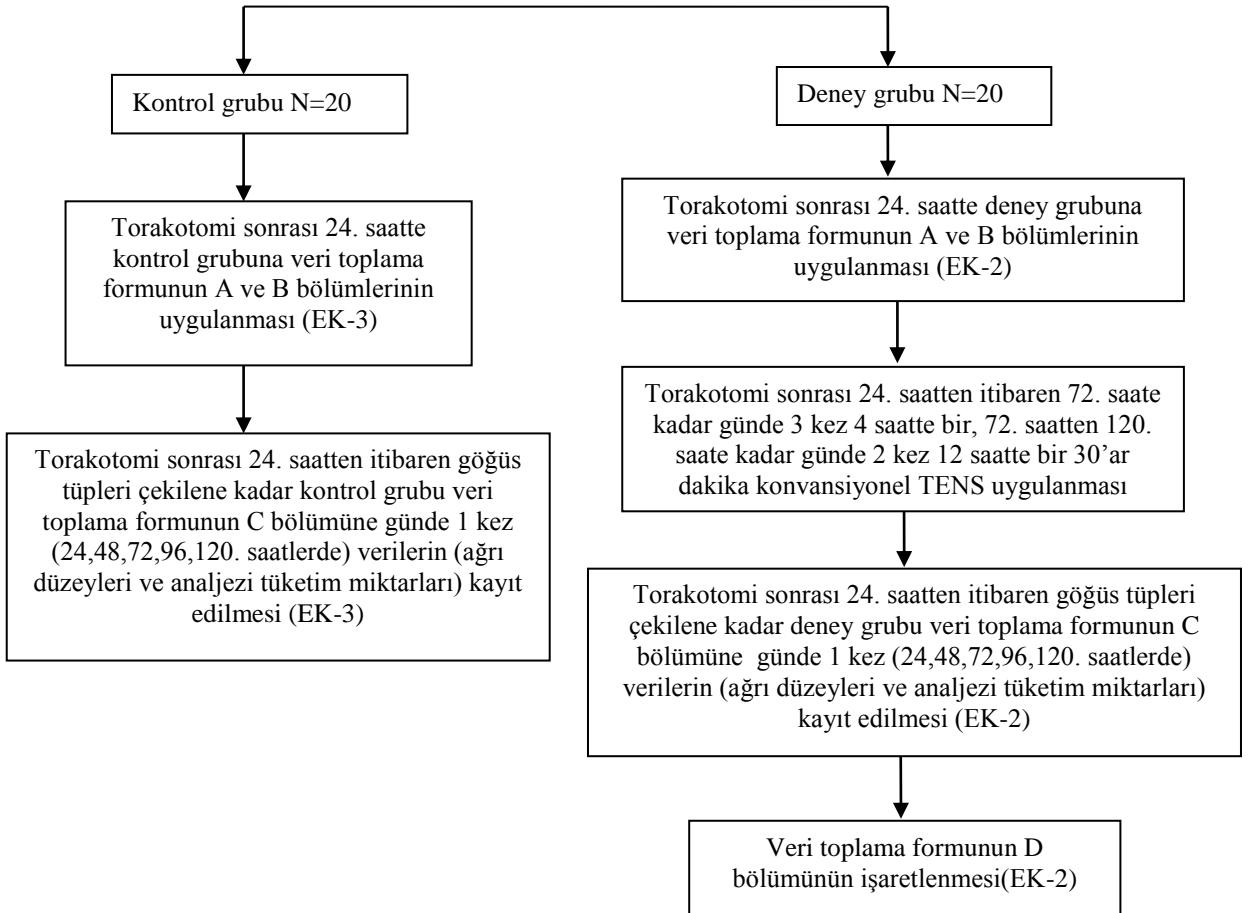 Kontrol grubu N=20
Torakotomi sonrası 24. saatte
kontrol grubuna veri toplama
formunun A ve B bölümlerinin
uygulanması (EK-3)
Torakotomi sonrası 24. saatten itibaren göğüs
tüpleri çekilene kadar kontrol grubu veri
toplama formunun C bölümüne günde 1 kez
(24,48,72,96,120. saatlerde) verilerin (ağrı
düzeyleri ve analjezi tüketim miktarları) kayıt
edilmesi (EK-3)
Deney grubu N=20
Torakotomi sonrası 24. saatte deney grubuna
veri toplama formunun A ve B bölümlerinin
uygulanması (EK-2)
Torakotomi sonrası 24. saatten itibaren 72. saate
kadar günde 3 kez 4 saatte bir, 72. saatten 120.
saate kadar günde 2 kez 12 saatte bir 30’ar
dakika konvansiyonel TENS uygulanması
Torakotomi sonrası 24. saatten itibaren göğüs tüpleri
çekilene kadar deney grubu veri toplama formunun C
bölümüne günde 1 kez (24,48,72,96,120. saatlerde)
verilerin (ağrı düzeyleri ve analjezi tüketim miktarları)
kayıt edilmesi (EK-2)
Veri toplama formunun D
bölümünün işaretlenmesi(EK-2)